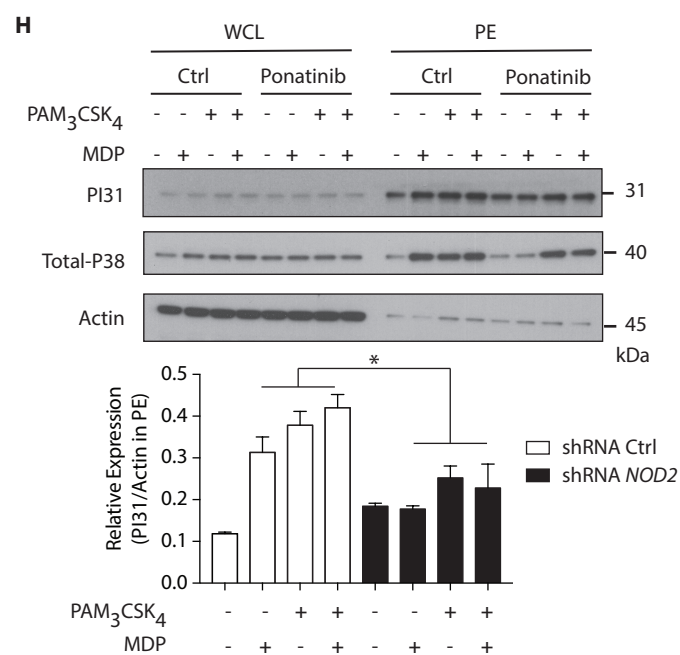 H
WCL PE
Ctrl Ponatinib Ctrl Ponatinib
PAM3CSK4 - - + + - - + + - - + + - - + +
MDP - + - + - + - + - + - + - + - +
PI31 31
Total-P38 40
Actin 45
kDa
*
Relative Expression
(PI31/Actin in PE)
0.5
0.4
0.3
0.2
0.1
0.0
shRNA Ctrl
shRNA NOD2
PAM3CSK4 - - + + - - + +
MDP - + - + - + - +